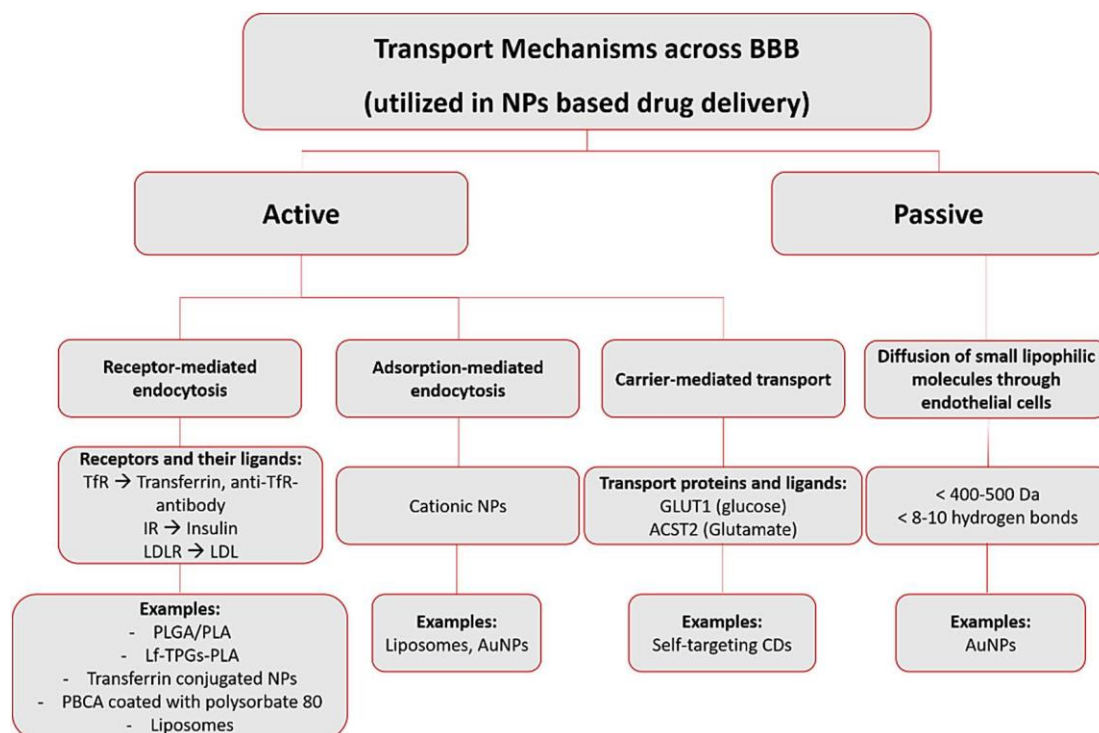 Transport Mechanisms across BBB
(utilized in NPs based drug delivery)
Active
Passive
Receptor-mediated
endocytosis
Adsorption-mediated
endocytosis
Carrier-mediated transport
Diffusion of small lipophilic
molecules through
endothelial cells
Receptors and their ligands:
TfR → Transferrin, anti-TfR-
antibody
IR → Insulin
LDLR → LDL
Cationic NPs
Transport proteins and ligands:
GLUT1 (glucose)
ACST2 (Glutamate)
< 400-500 Da
< 8-10 hydrogen bonds
Examples:
- PLGA/PLA
- Lf-TPGs-PLA
- Transferrin conjugated NPs
- PBCA coated with polysorbate 80
- Liposomes
Examples:
Liposomes, AuNPs
Examples:
Self-targeting CDs
Examples:
AuNPs